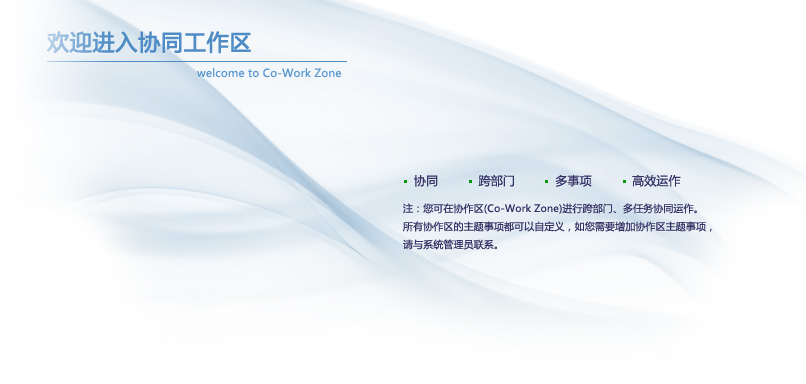 欢迎进入协同工作区
welcome to Co-Work Zone
协同 跨部门 多事项 高效运作
注：您可在协作区(Co-Work Zone)进行跨部门、多任务协同运作。
所有协作区的主题事项都可以自定义，如您需要增加协作区主题事项，
请与系统管理员联系。